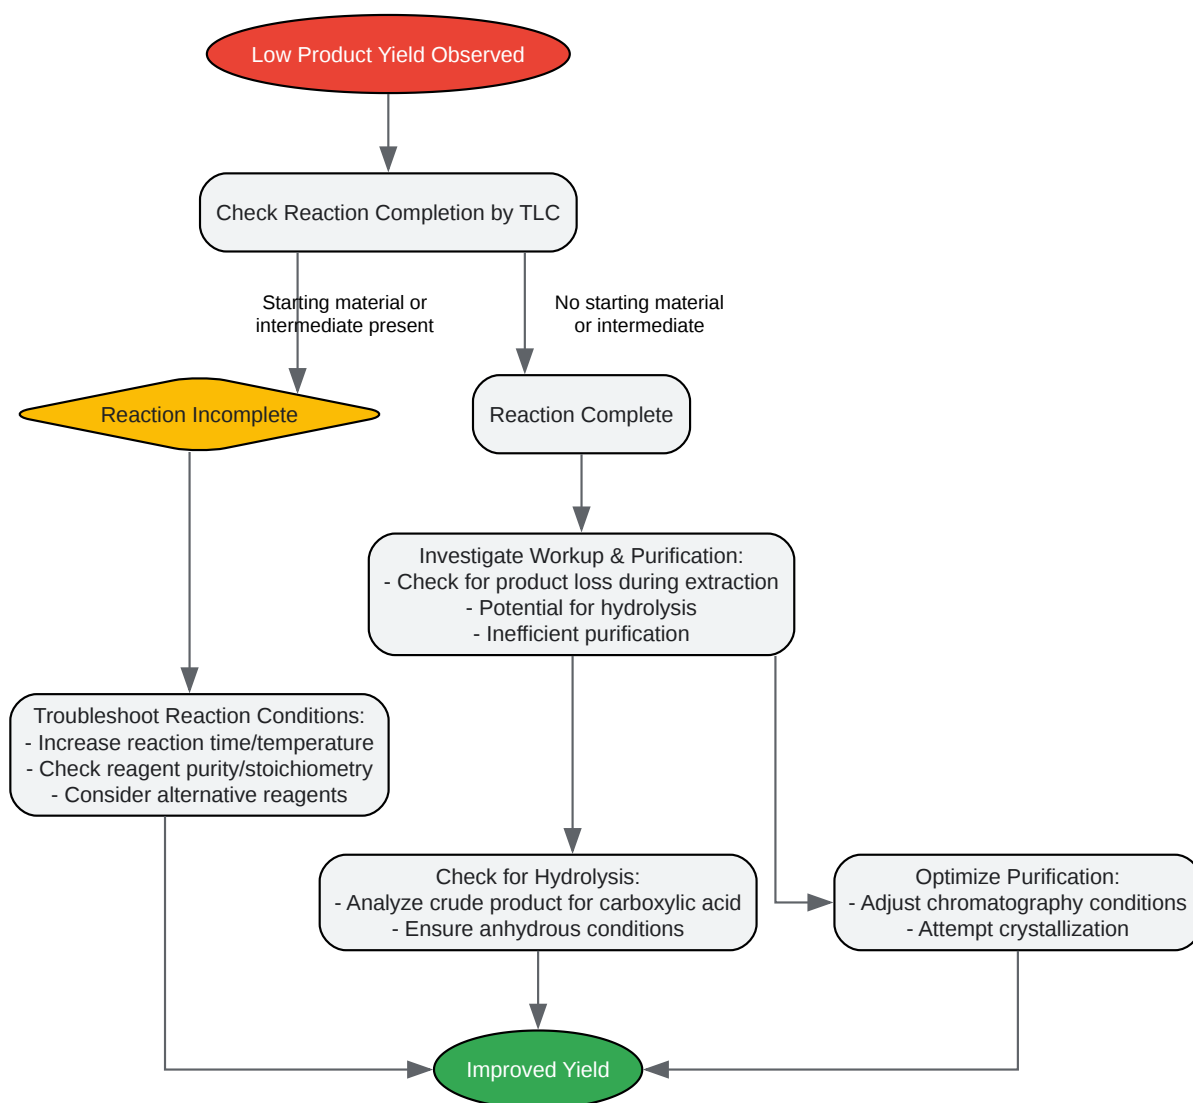 Low Product Yield Observed
Check Reaction Completion by TLC
Starting material or
intermediate present
No starting material
or intermediate
Reaction Incomplete
Reaction Complete
Investigate Workup & Purification:
- Check for product loss during extraction
- Potential for hydrolysis
- Inefficient purification
Troubleshoot Reaction Conditions:
- Increase reaction time/temperature
- Check reagent purity/stoichiometry
- Consider alternative reagents
Check for Hydrolysis:
- Analyze crude product for carboxylic acid
- Ensure anhydrous conditions
Optimize Purification:
- Adjust chromatography conditions
- Attempt crystallization
Improved Yield